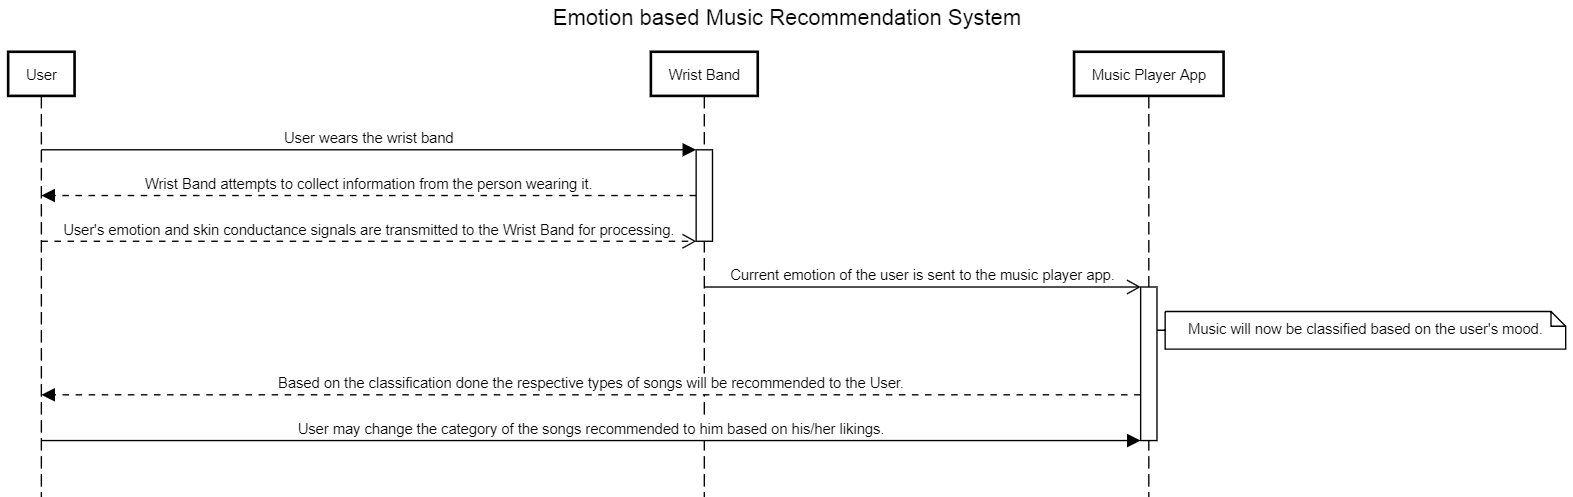 Emotion based Music Recommendation System
User
Wrist Band
Music Player App
User wears the wrist band
Wrist Band attempts to collect information from the person wearing it.
User's emotion and skin conductance signals are transmitted to the Wrist Band for processing.
Current emotion of the user is sent to the music player app.
Music will now be classified based on the user's mood.
Based on the classification done the respective types of songs will be recommended to the User.
User may change the category of the songs recommended to him based on his/her likings.